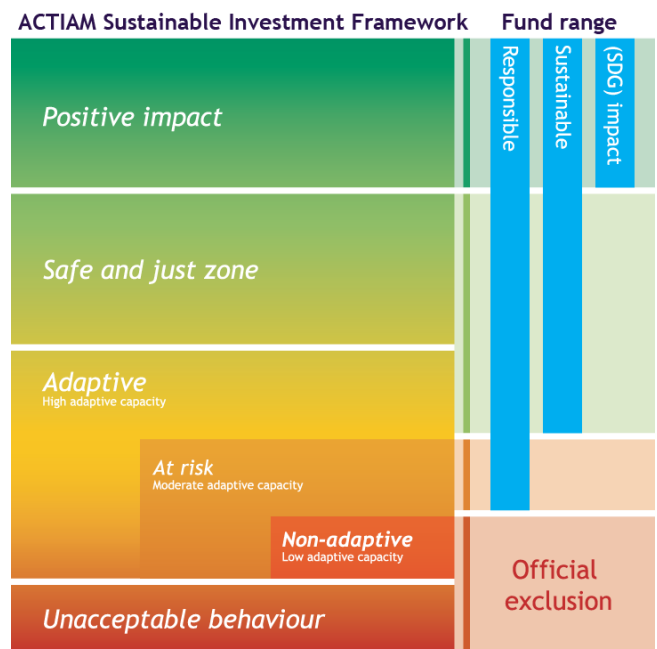 ACTIAM Sustainable Investment Framework
Fund range
Responsible
Sustainable
(SDG) impact
Positive impact
Safe and just zone
Adaptive
High adaptive capacity
At risk
Moderate adaptive capacity
Non-adaptive
Low adaptive capacity
Official
exclusion
Unacceptable behaviour